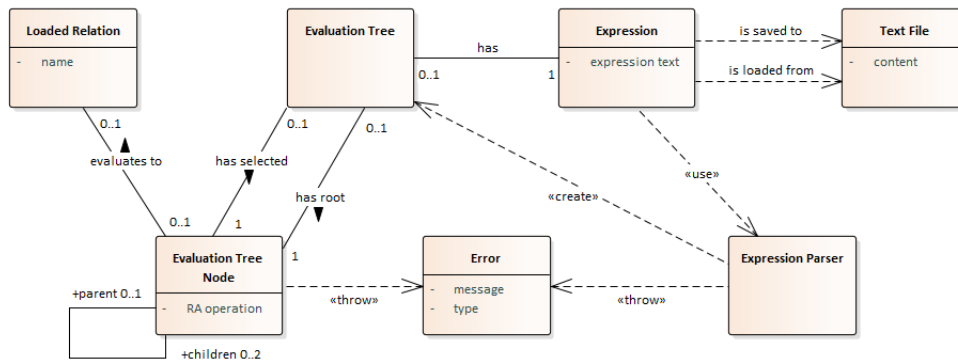 Loaded Relation
- name
Evaluation Tree
has
0..1
1
Expression
- expression text
is saved to
is loaded from
Text File
- content
0..1
evaluates to
0..1
0..1
has selected
1
0..1
has root
1
«create»
«use»
Evaluation Tree
Node
- RA operation
+parent 0..1
+children 0..2
«throw»
Error
- message
- type
«throw»
Expression Parser